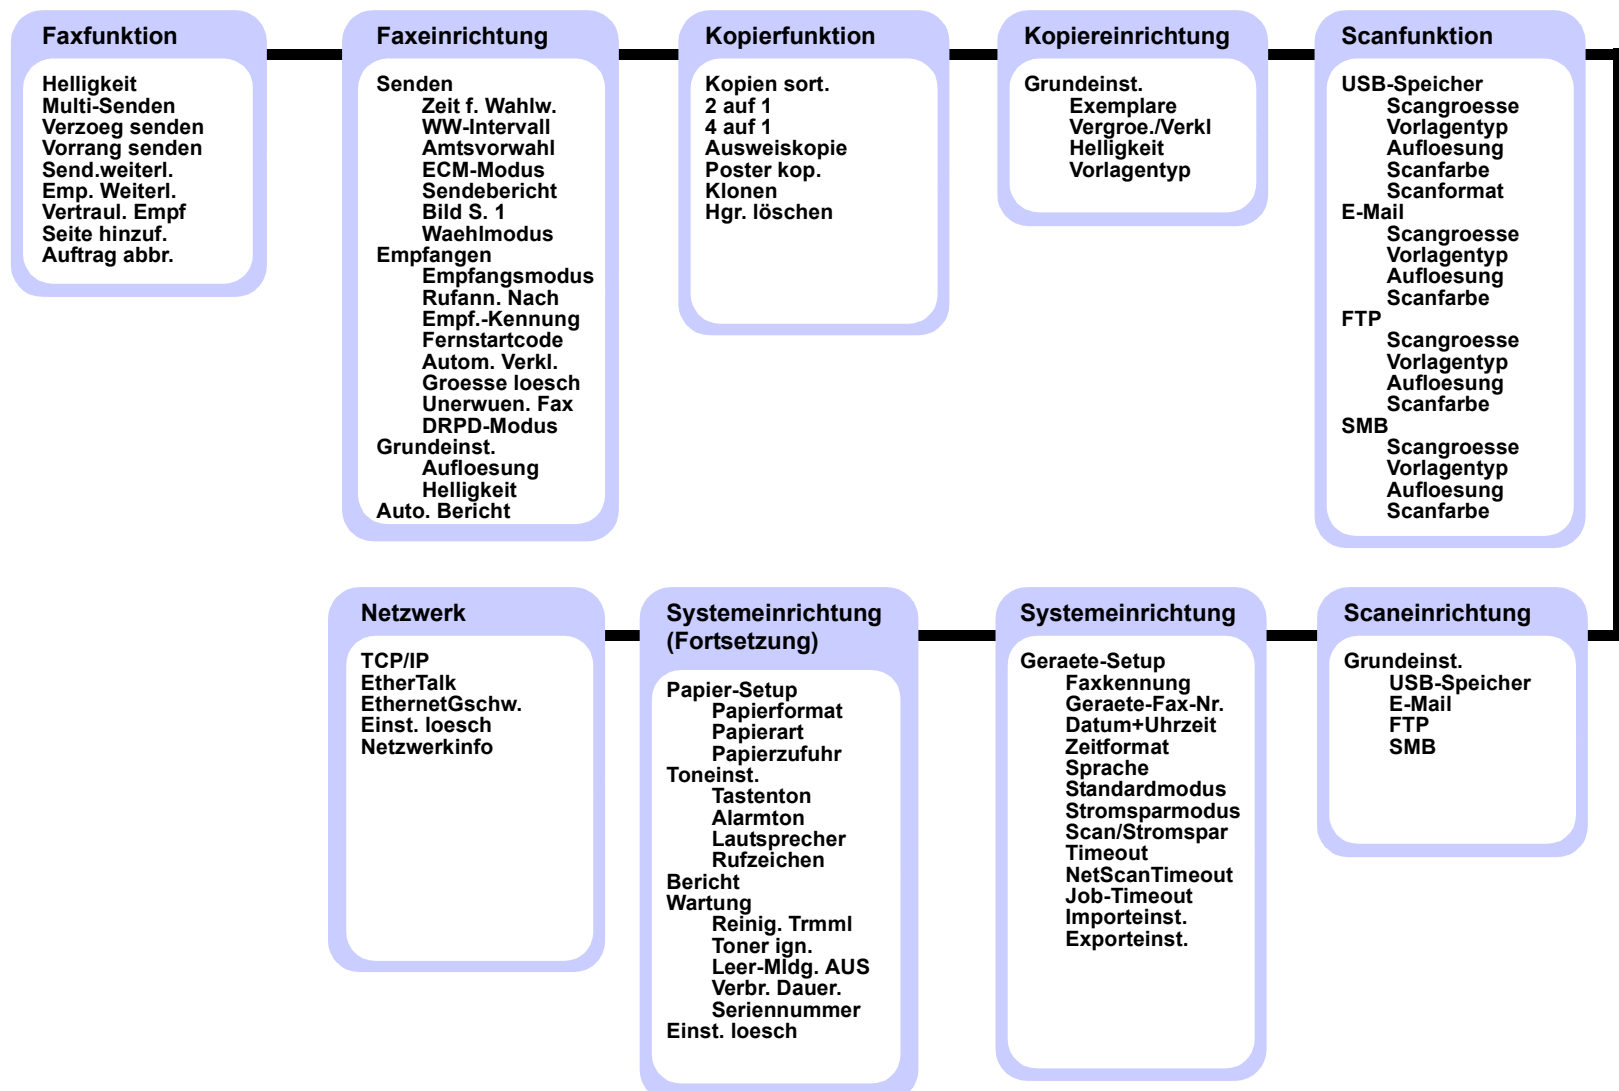 Faxfunktion
Helligkeit
Multi-Senden
Verzoeg senden
Vorrang senden
Send.weiterl.
Emp. Weiterl.
Vertraul. Empf
Seite hinzuf.
Auftrag abbr.
Faxeinrichtung
Senden
Zeit f. Wahlw.
WW-Intervall
Amtsvorwahl
ECM-Modus
Sendebericht
Bild S. 1
Waehlmodus
Empfangen
Empfangsmodus
Rufann. Nach
Empf.-Kennung
Fernstartcode
Autom. Verkl.
Groesse loesch
Unerwuen. Fax
DRPD-Modus
Grundeinst.
Aufloesung
Helligkeit
Auto. Bericht
Kopierfunktion
Kopien sort.
2 auf 1
4 auf 1
Ausweiskopie
Poster kop.
Klonen
Hgr. löschen
Kopiereinrichtung
Grundeinst.
Exemplare
Vergroe./Verkl
Helligkeit
Vorlagentyp
Scanfunktion
USB-Speicher
Scangroesse
Vorlagentyp
Aufloesung
Scanfarbe
Scanformat
E-Mail
Scangroesse
Vorlagentyp
Aufloesung
Scanfarbe
FTP
Scangroesse
Vorlagentyp
Aufloesung
Scanfarbe
SMB
Scangroesse
Vorlagentyp
Aufloesung
Scanfarbe
Netzwerk
TCP/IP
EtherTalk
EthernetGschw.
Einst. loesch
Netzwerkinfo
Systemeinrichtung
(Fortsetzung)
Papier-Setup
Papierformat
Papierart
Papierzufuhr
Toneinst.
Tastenton
Alarmton
Lautsprecher
Rufzeichen
Bericht
Wartung
Reinig. Trmml
Toner ign.
Leer-Mldg. AUS
Verbr. Dauer.
Seriennummer
Einst. loesch
Systemeinrichtung
Geraete-Setup
Faxkennung
Geraete-Fax-Nr.
Datum+Uhrzeit
Zeitformat
Sprache
Standardmodus
Stromsparmodus
Scan/Stromspar
Timeout
NetScanTimeout
Job-Timeout
Importeinst.
Exporteinst.
Scaneinrichtung
Grundeinst.
USB-Speicher
E-Mail
FTP
SMB